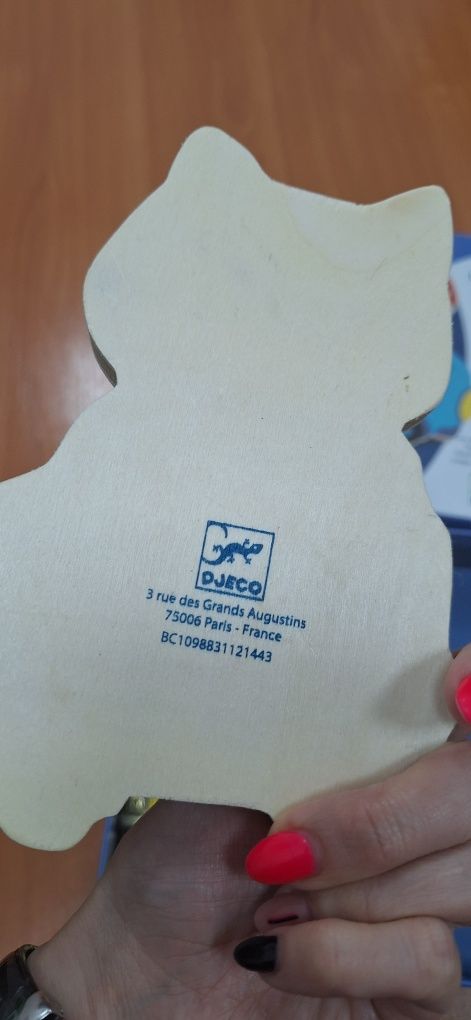 DJECO
3 rue des Grands Augustins
75006 Paris - France
BC1098831121443